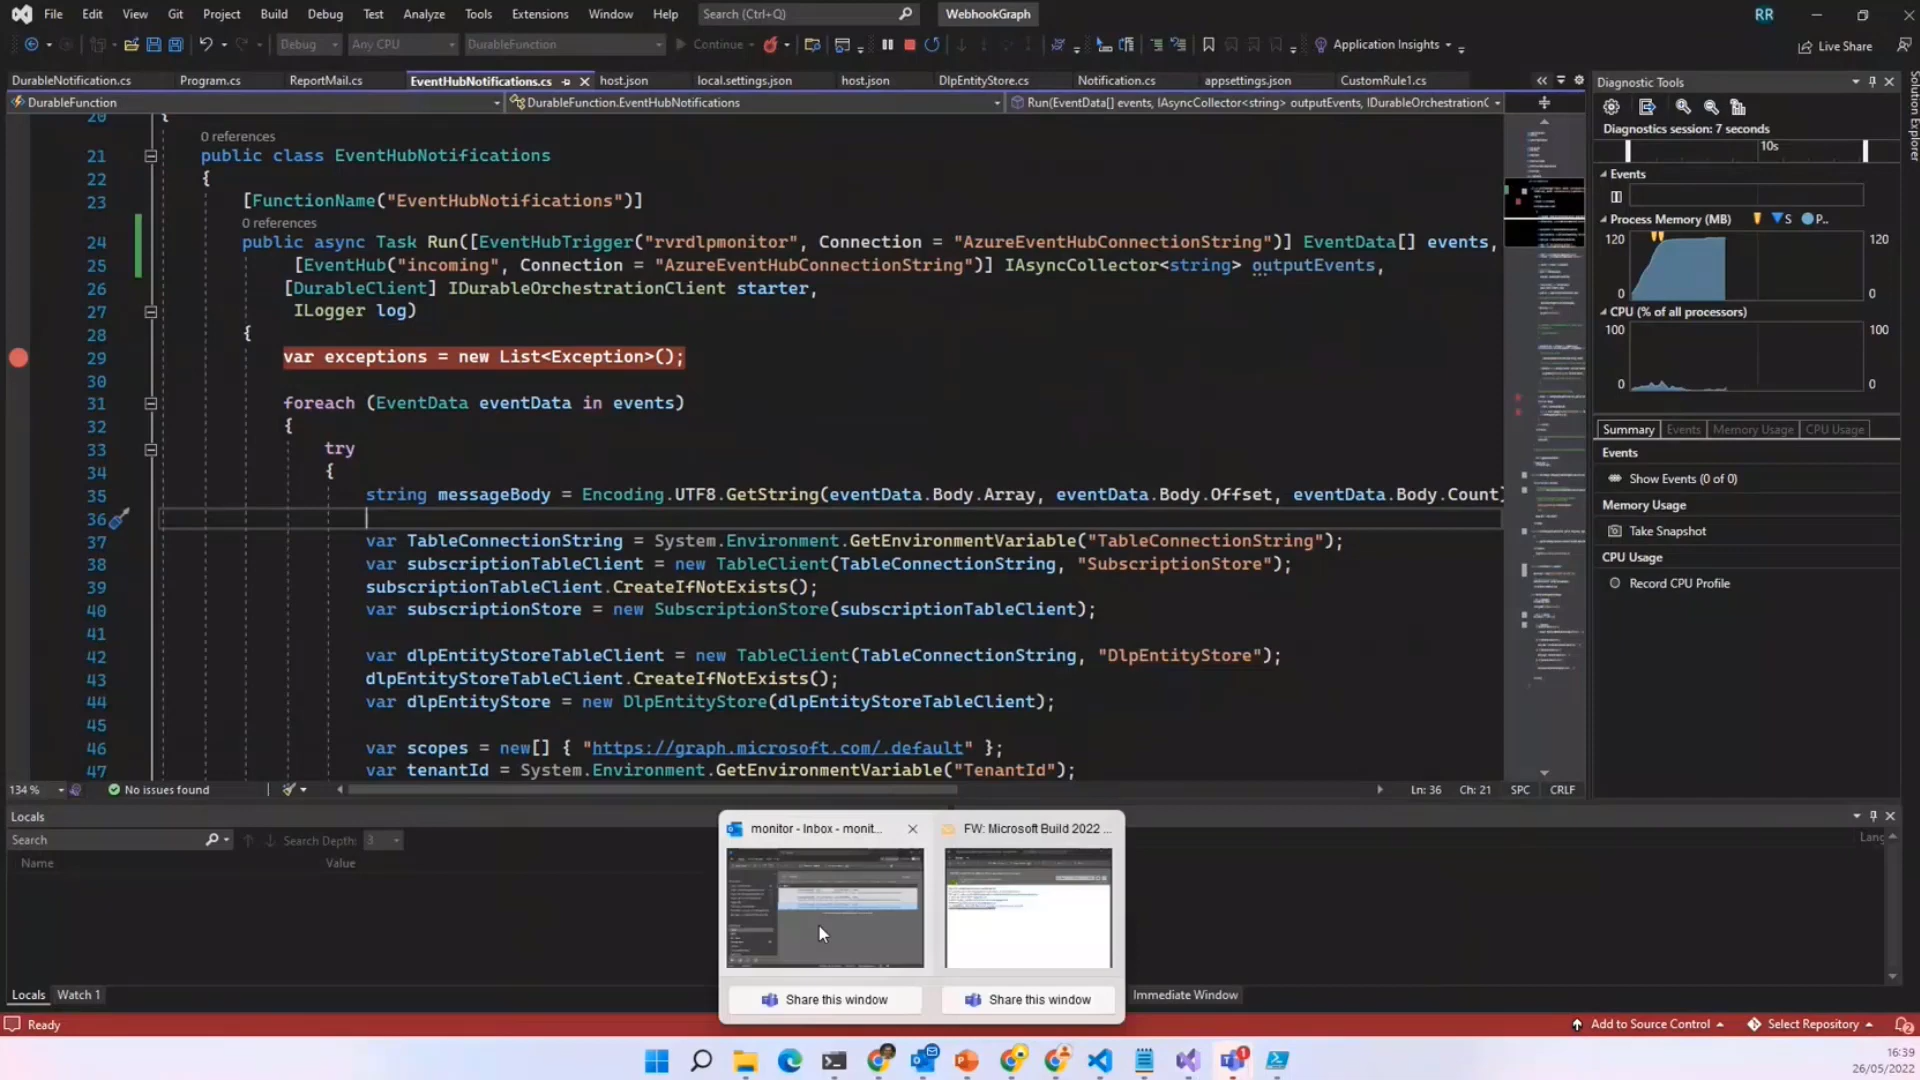 File Edit View Git Project Build Debug Test Analyze Tools Extensions Window Help Search (Ctrl+Q) WebhookGraph RR
Debug Any CPU DurableFunction Continue Application Insights Live Share
DurableNotification.cs Program.cs ReportMail.cs EventHubNotifications.cs host.json local.settings.json host.json DlpEntityStore.cs Notification.cs appsettings.json CustomRule1.cs
DurableFunction DurableFunction.EventHubNotifications Run(EventData[] events, IAsyncCollector<string> outputEvents, IDurableOrchestration
20 {
0 references
21 public class EventHubNotifications
22 {
23 [FunctionName("EventHubNotifications")]
0 references
24 public async Task Run([EventHubTrigger("rvrdlpmonitor", Connection = "AzureEventHubConnectionString")] EventData[] events,
25 [EventHub("incoming", Connection = "AzureEventHubConnectionString")] IAsyncCollector<string> outputEvents,
26 [DurableClient] IDurableOrchestrationClient starter,
27 ILogger log)
28 {
29 var exceptions = new List<Exception>();
30
31 foreach (EventData eventData in events)
32 {
33 try
34 {
35 string messageBody = Encoding.UTF8.GetString(eventData.Body.Array, eventData.Body.Offset, eventData.Body.Count)
36
37 var TableConnectionString = System.Environment.GetEnvironmentVariable("TableConnectionString");
38 var subscriptionTableClient = new TableClient(TableConnectionString, "SubscriptionStore");
39 subscriptionTableClient.CreateIfNotExists();
40 var subscriptionStore = new SubscriptionStore(subscriptionTableClient);
41
42 var dlpEntityStoreTableClient = new TableClient(TableConnectionString, "DlpEntityStore");
43 dlpEntityStoreTableClient.CreateIfNotExists();
44 var dlpEntityStore = new DlpEntityStore(dlpEntityStoreTableClient);
45
46 var scopes = new[] { "https://graph.microsoft.com/.default" };
47 var tenantId = System.Environment.GetEnvironmentVariable("TenantId");
134 % No issues found Ln: 36 Ch: 21 SPC CRLF
Diagnostic Tools
Diagnostics session: 7 seconds
10s
Events
Process Memory (MB) S P..
120 120
0 0
CPU (% of all processors)
100 100
0 0
Summary Events Memory Usage CPU Usage
Events
Show Events (0 of 0)
Memory Usage
Take Snapshot
CPU Usage
Record CPU Profile
Solution Explorer
Locals
Search Search Depth: 3
Name Value Lang
monitor - Inbox - monit... FW: Microsoft Build 2022 ...
Share this window Share this window
Locals Watch 1 Immediate Window
Ready Add to Source Control Select Repository 2
16:39
26/05/2022